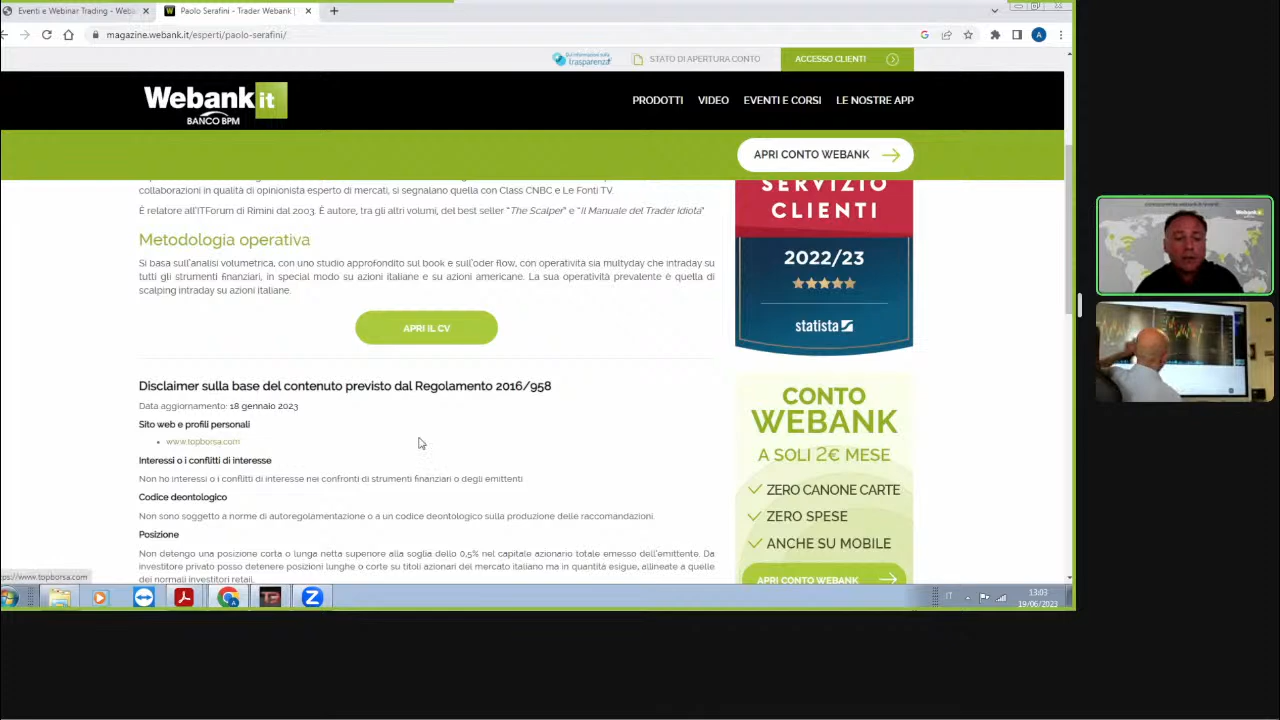 Eventi e Webinar Trading - Weba
Paolo Serafini - Trader Webank |
magazine.webank.it/esperti/paolo-serafini/
trasparenza
STATO DI APERTURA CONTO
ACCESSO CLIENTI
Webank it
BANCO BPM
PRODOTTI VIDEO EVENTI E CORSI LE NOSTRE APP
APRI CONTO WEBANK
collaborazioni in qualità di opinionista esperto di mercati, si segnalano quella con Class CNBC e Le Fonti TV.
È relatore all'ITForum di Rimini dal 2003. È autore, tra gli altri volumi, del best seller "The Scalper" e "Il Manuale del Trader Idiota"
Metodologia operativa
Si basa sull'analisi volumetrica, con uno studio approfondito sul book e sull'oder flow, con operatività sia multyday che intraday su
tutti gli strumenti finanziari, in special modo su azioni italiane e su azioni americane. La sua operatività prevalente è quella di
scalping intraday su azioni italiane.
APRI IL CV
Disclaimer sulla base del contenuto previsto dal Regolamento 2016/958
Data aggiornamento: 18 gennaio 2023
Sito web e profili personali
• www.topborsa.com
Interessi o i conflitti di interesse
Non ho interessi o i conflitti di interesse nei confronti di strumenti finanziari o degli emittenti
Codice deontologico
Non sono soggetto a norme di autoregolamentazione o a un codice deontologico sulla produzione delle raccomandazioni.
Posizione
Non detengo una posizione corta o lunga netta superiore alla soglia dello 0,5% nel capitale azionario totale emesso dell'emittente. Da
investitore privato posso detenere posizioni lunghe o corte su titoli azionari del mercato italiano ma in quantità esigue, allineate a quelle
dei normali investitori retail.
SERVIZIO
CLIENTI
2022/23
statista
CONTO
WEBANK
A SOLI 2€ MESE
ZERO CANONE CARTE
ZERO SPESE
ANCHE SU MOBILE
APRI CONTO WEBANK
ps://www.topborsa.com
IT
13:03
19/06/2023
Webank it